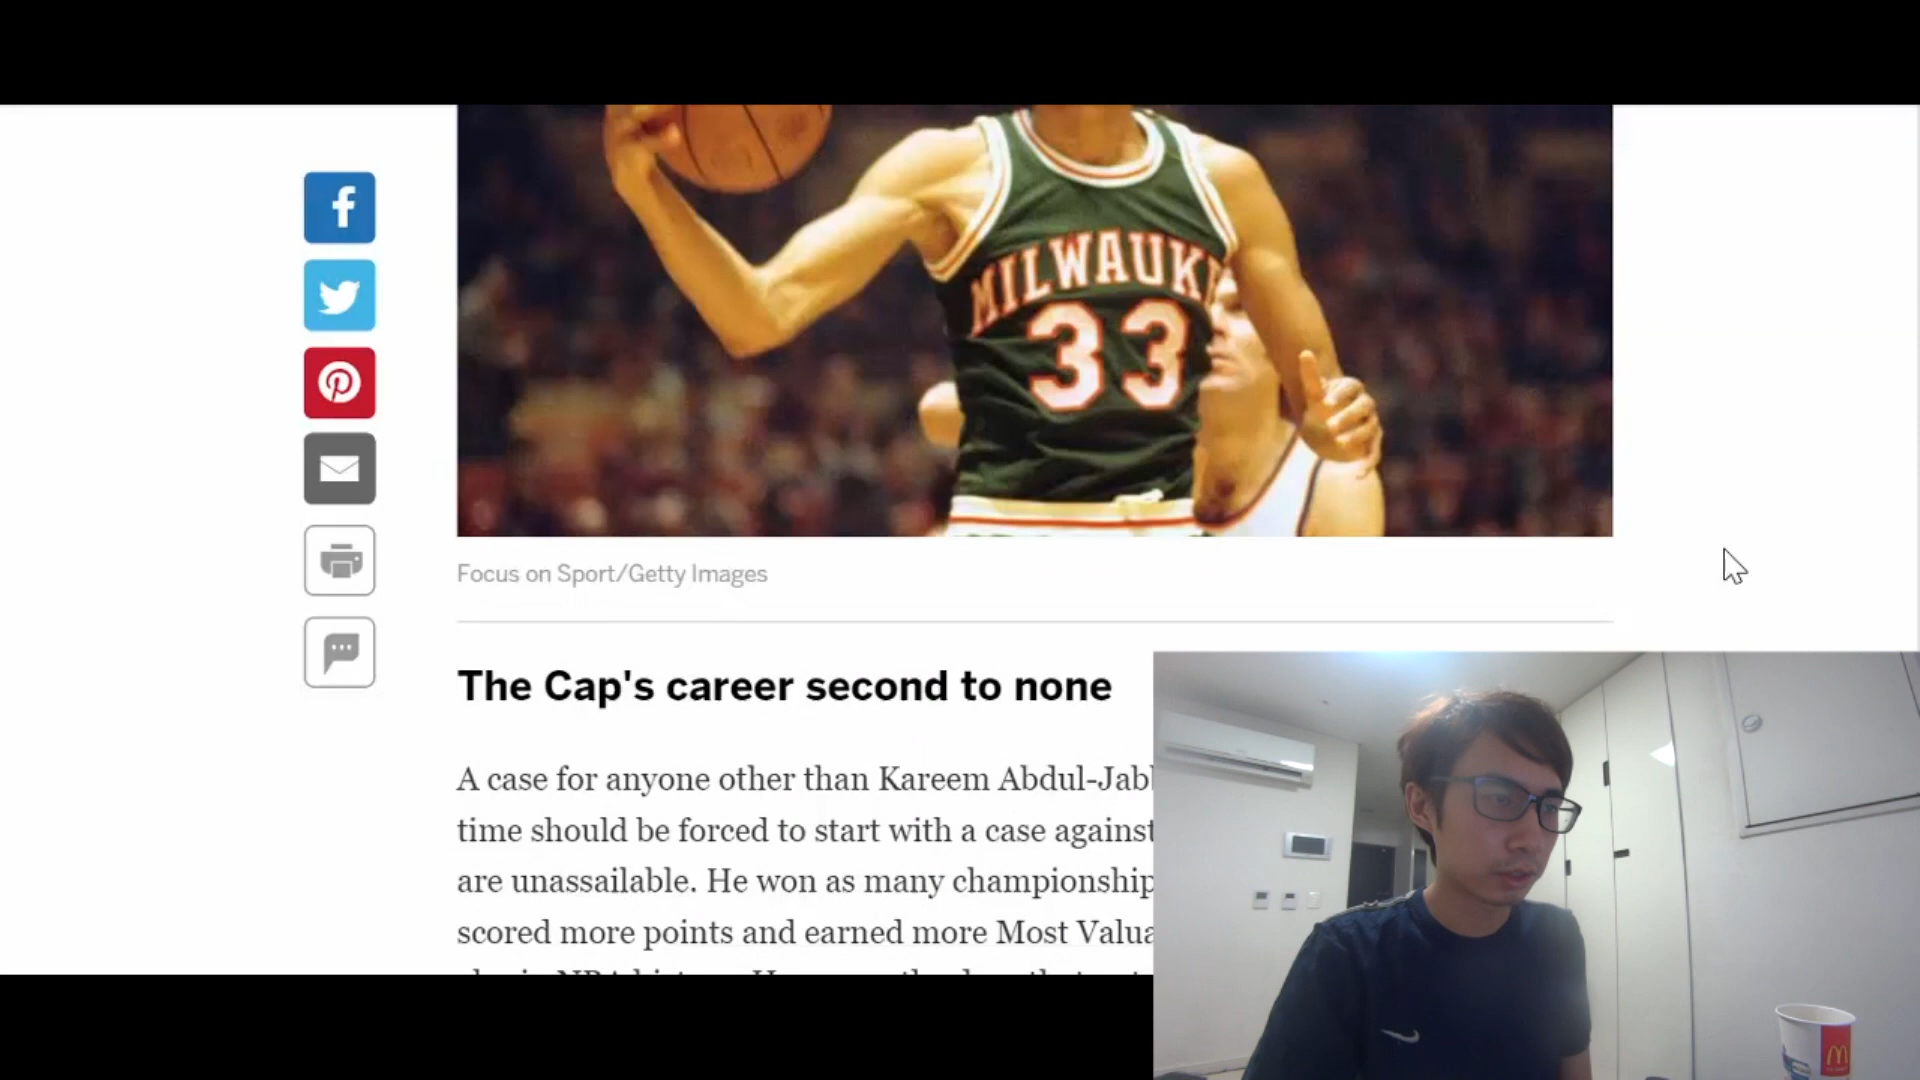 MILWAUK
33
Focus on Sport/Getty Images
The Cap's career second to none
A case for anyone other than Kareem Abdul-Jab
time should be forced to start with a case against
are unassailable. He won as many championship
scored more points and earned more Most Valua